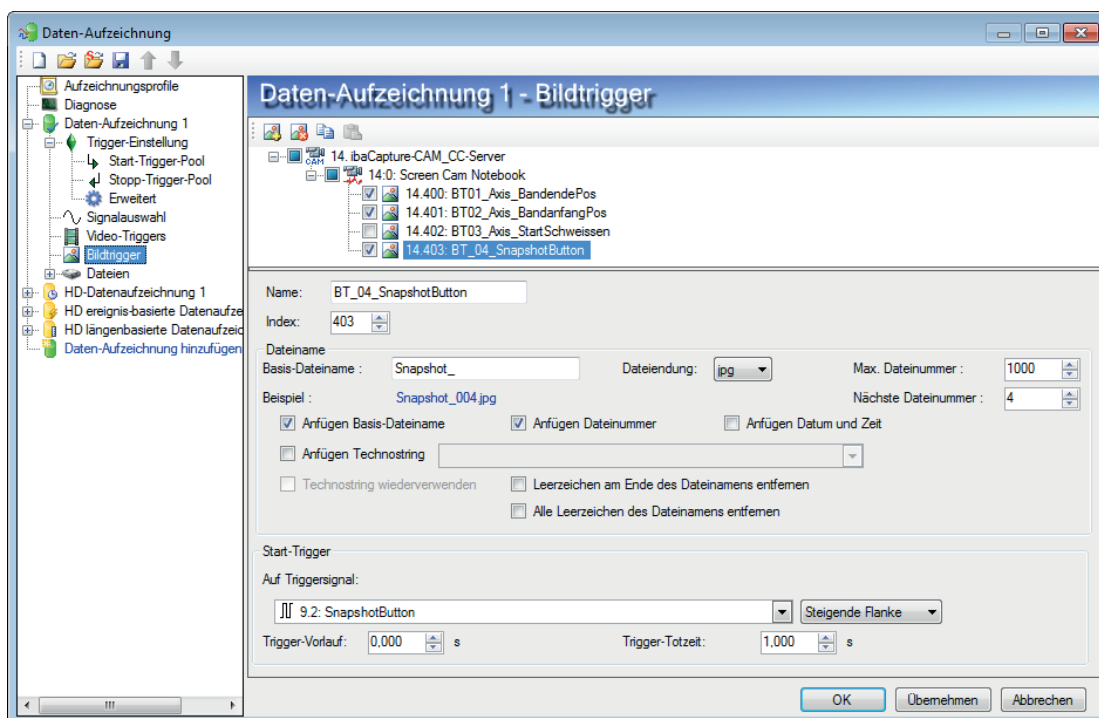 Daten-Aufzeichnung
Aufzeichnungsprofile
Diagnose
Daten-Aufzeichnung 1
Trigger-Einstellung
Start-Trigger-Pool
Stopp-Trigger-Pool
Erweitert
Signalauswahl
Video-Triggers
Bildtrigger
Dateien
HD-Datenaufzeichnung 1
HD ereignis-basierte Datenaufze
HD längenbasierte Datenaufzeic
Daten-Aufzeichnung hinzufügen
Daten-Aufzeichnung 1 - Bildtrigger
CAM 14. ibaCapture-CAM_CC-Server
14:0: Screen Cam Notebook
14.400: BT01_Axis_BandendePos
14.401: BT02_Axis_BandanfangPos
14.402: BT03_Axis_StartSchweissen
14.403: BT_04_SnapshotButton
Name: BT_04_SnapshotButton
Index: 403
Dateiname
Basis-Dateiname : Snapshot_ Dateiendung: jpg Max. Dateinummer : 1000
Beispiel : Snapshot_004.jpg Nächste Dateinummer : 4
Anfügen Basis-Dateiname Anfügen Dateinummer Anfügen Datum und Zeit
Anfügen Technostring
Technostring wiederverwenden Leerzeichen am Ende des Dateinamens entfernen
Alle Leerzeichen des Dateinamens entfernen
Start-Trigger
Auf Triggersignal:
9.2: SnapshotButton Steigende Flanke
Trigger-Vorlauf: 0,000 s Trigger-Totzeit: 1,000 s
OK Übernehmen Abbrechen